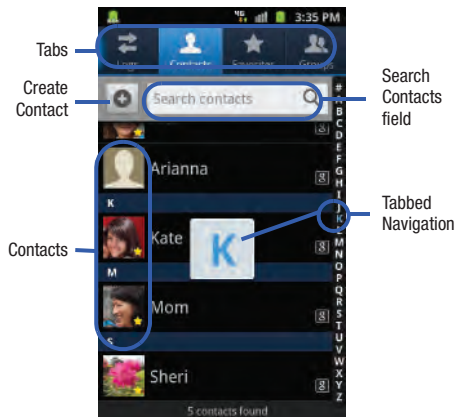 3:35 PM
Tabs
Logs Contacts Favorites Groups
Create
Contact
Search contacts
Search
Contacts
field
Arianna
K
Kate
K
Tabbed
Navigation
Contacts
M
Mom
S
Sheri
5 contacts found
#
A
B
C
D
E
F
G
H
I
J
K
L
M
N
O
P
Q
R
S
T
U
V
W
X
Y
Z